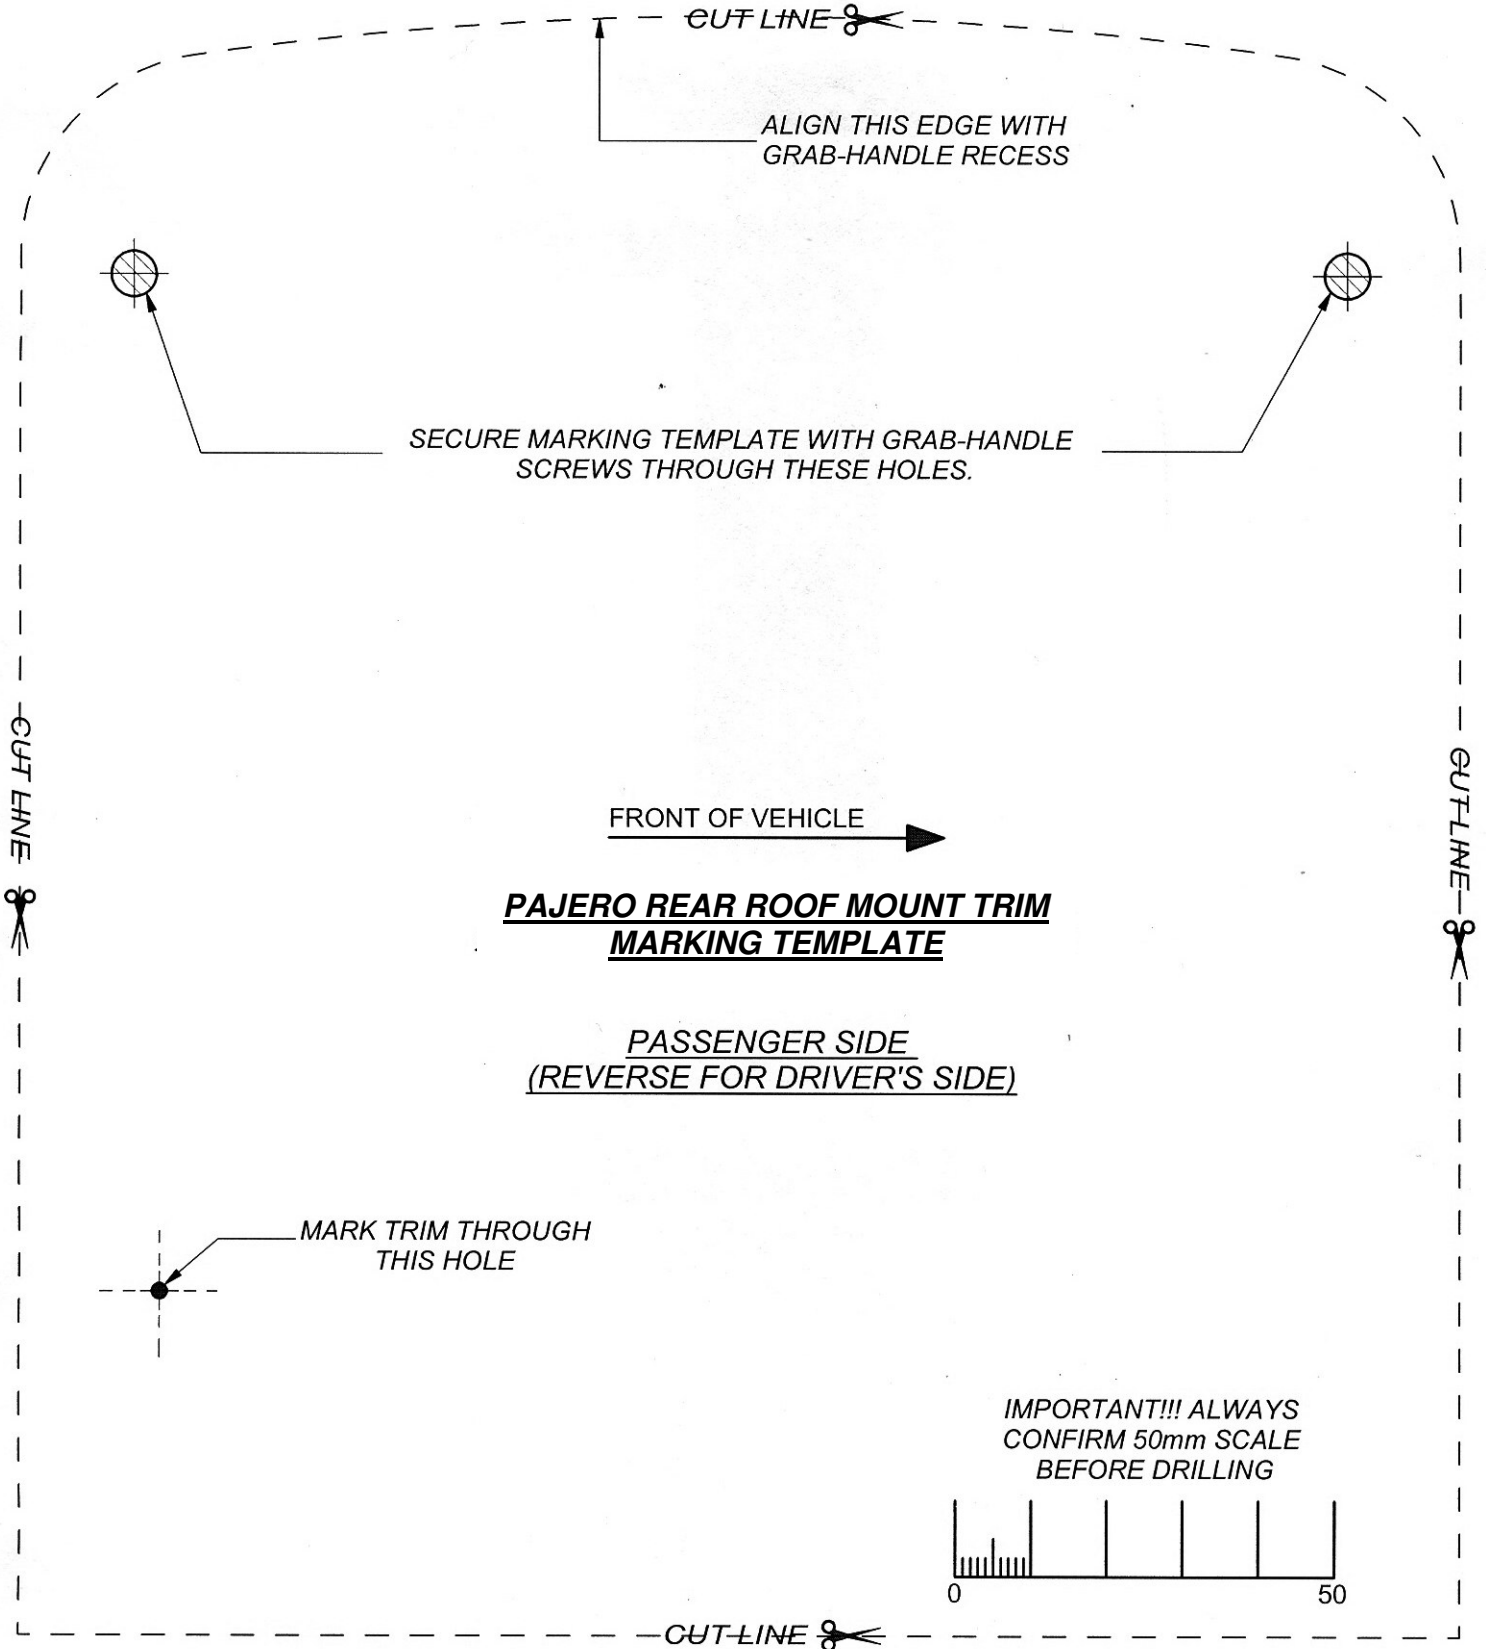 CUT LINE
ALIGN THIS EDGE WITH
GRAB-HANDLE RECESS
SECURE MARKING TEMPLATE WITH GRAB-HANDLE
SCREWS THROUGH THESE HOLES.
CUT LINE
CUT LINE
FRONT OF VEHICLE
PAJERO REAR ROOF MOUNT TRIM
MARKING TEMPLATE
PASSENGER SIDE
(REVERSE FOR DRIVER'S SIDE)
MARK TRIM THROUGH
THIS HOLE
IMPORTANT!!! ALWAYS
CONFIRM 50mm SCALE
BEFORE DRILLING
0 50
CUT LINE